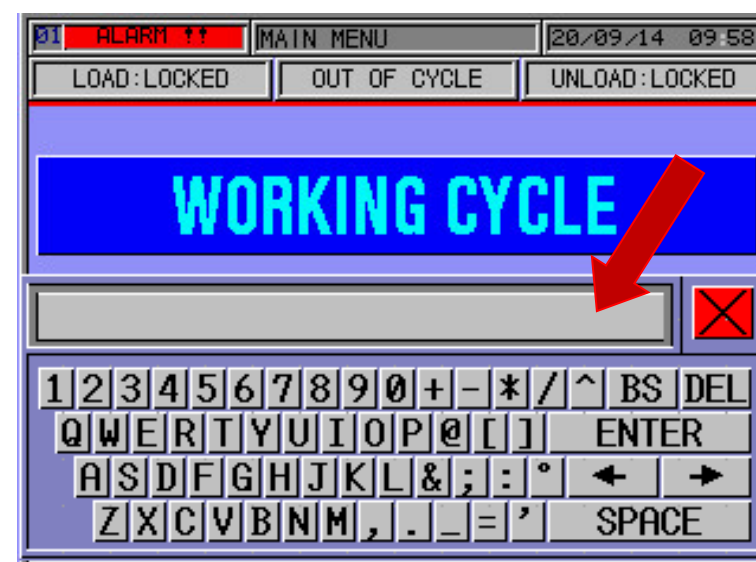 01 ALARM !! MAIN MENU 20/09/14 09:58
LOAD:LOCKED OUT OF CYCLE UNLOAD:LOCKED
WORKING CYCLE
1 2 3 4 5 6 7 8 9 0 + - * / ^ BS DEL
Q W E R T Y U I O P @ [ ] ENTER
A S D F G H J K L & ; : ° ← →
Z X C V B N M , . _ = ' SPACE